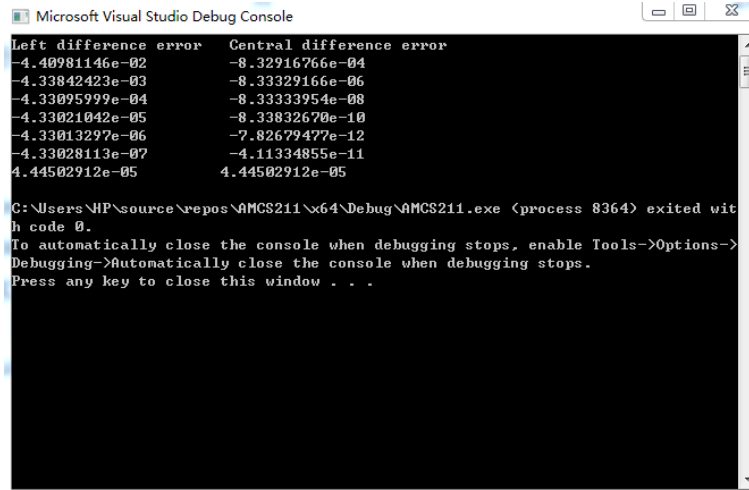 Microsoft Visual Studio Debug Console
Left difference error   Central difference error
-4.40981146e-02         -8.32916766e-04
-4.33842423e-03         -8.33329166e-06
-4.33095999e-04         -8.33333954e-08
-4.33021042e-05         -8.33832670e-10
-4.33013297e-06         -7.82679477e-12
-4.33028113e-07         -4.11334855e-11
4.44502912e-05         4.44502912e-05
C:\Users\HP\source\repos\AMCS211\x64\Debug\AMCS211.exe (process 8364) exited wit
h code 0.
To automatically close the console when debugging stops, enable Tools->Options->
Debugging->Automatically close the console when debugging stops.
Press any key to close this window . . .